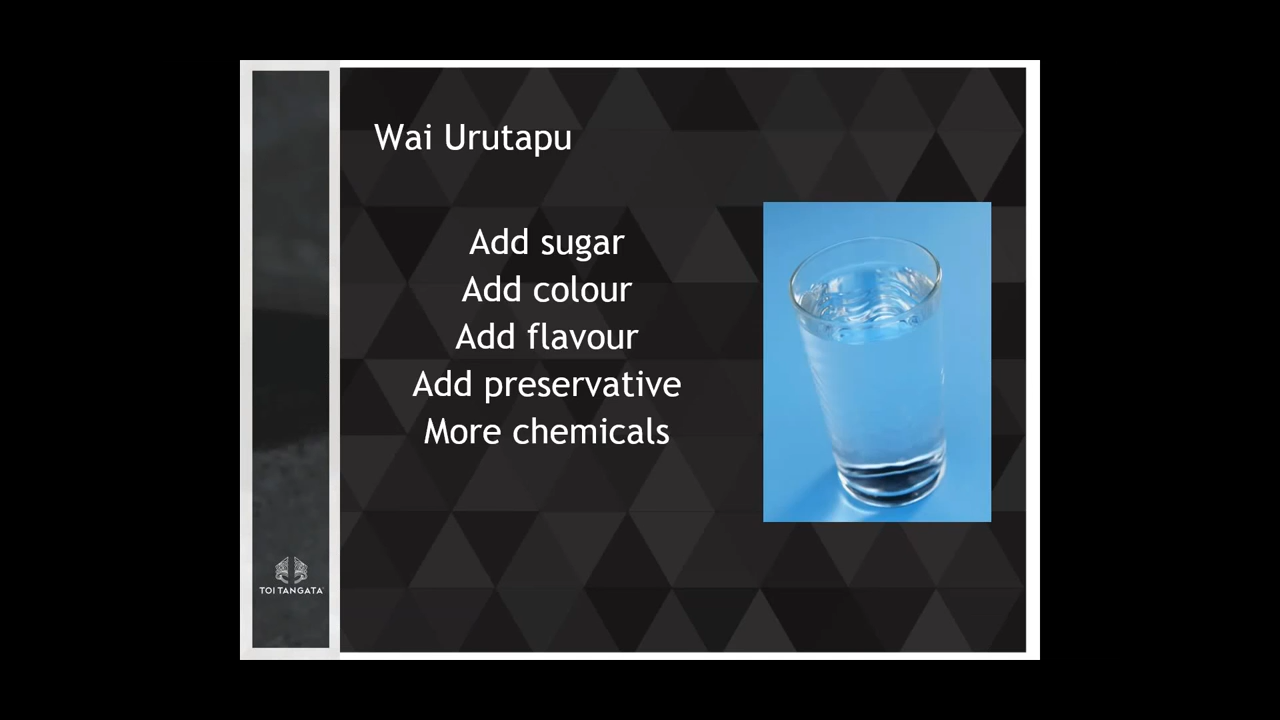 Wai Urutapu
Add sugar
Add colour
Add flavour
Add preservative
More chemicals
TOI TANGATA